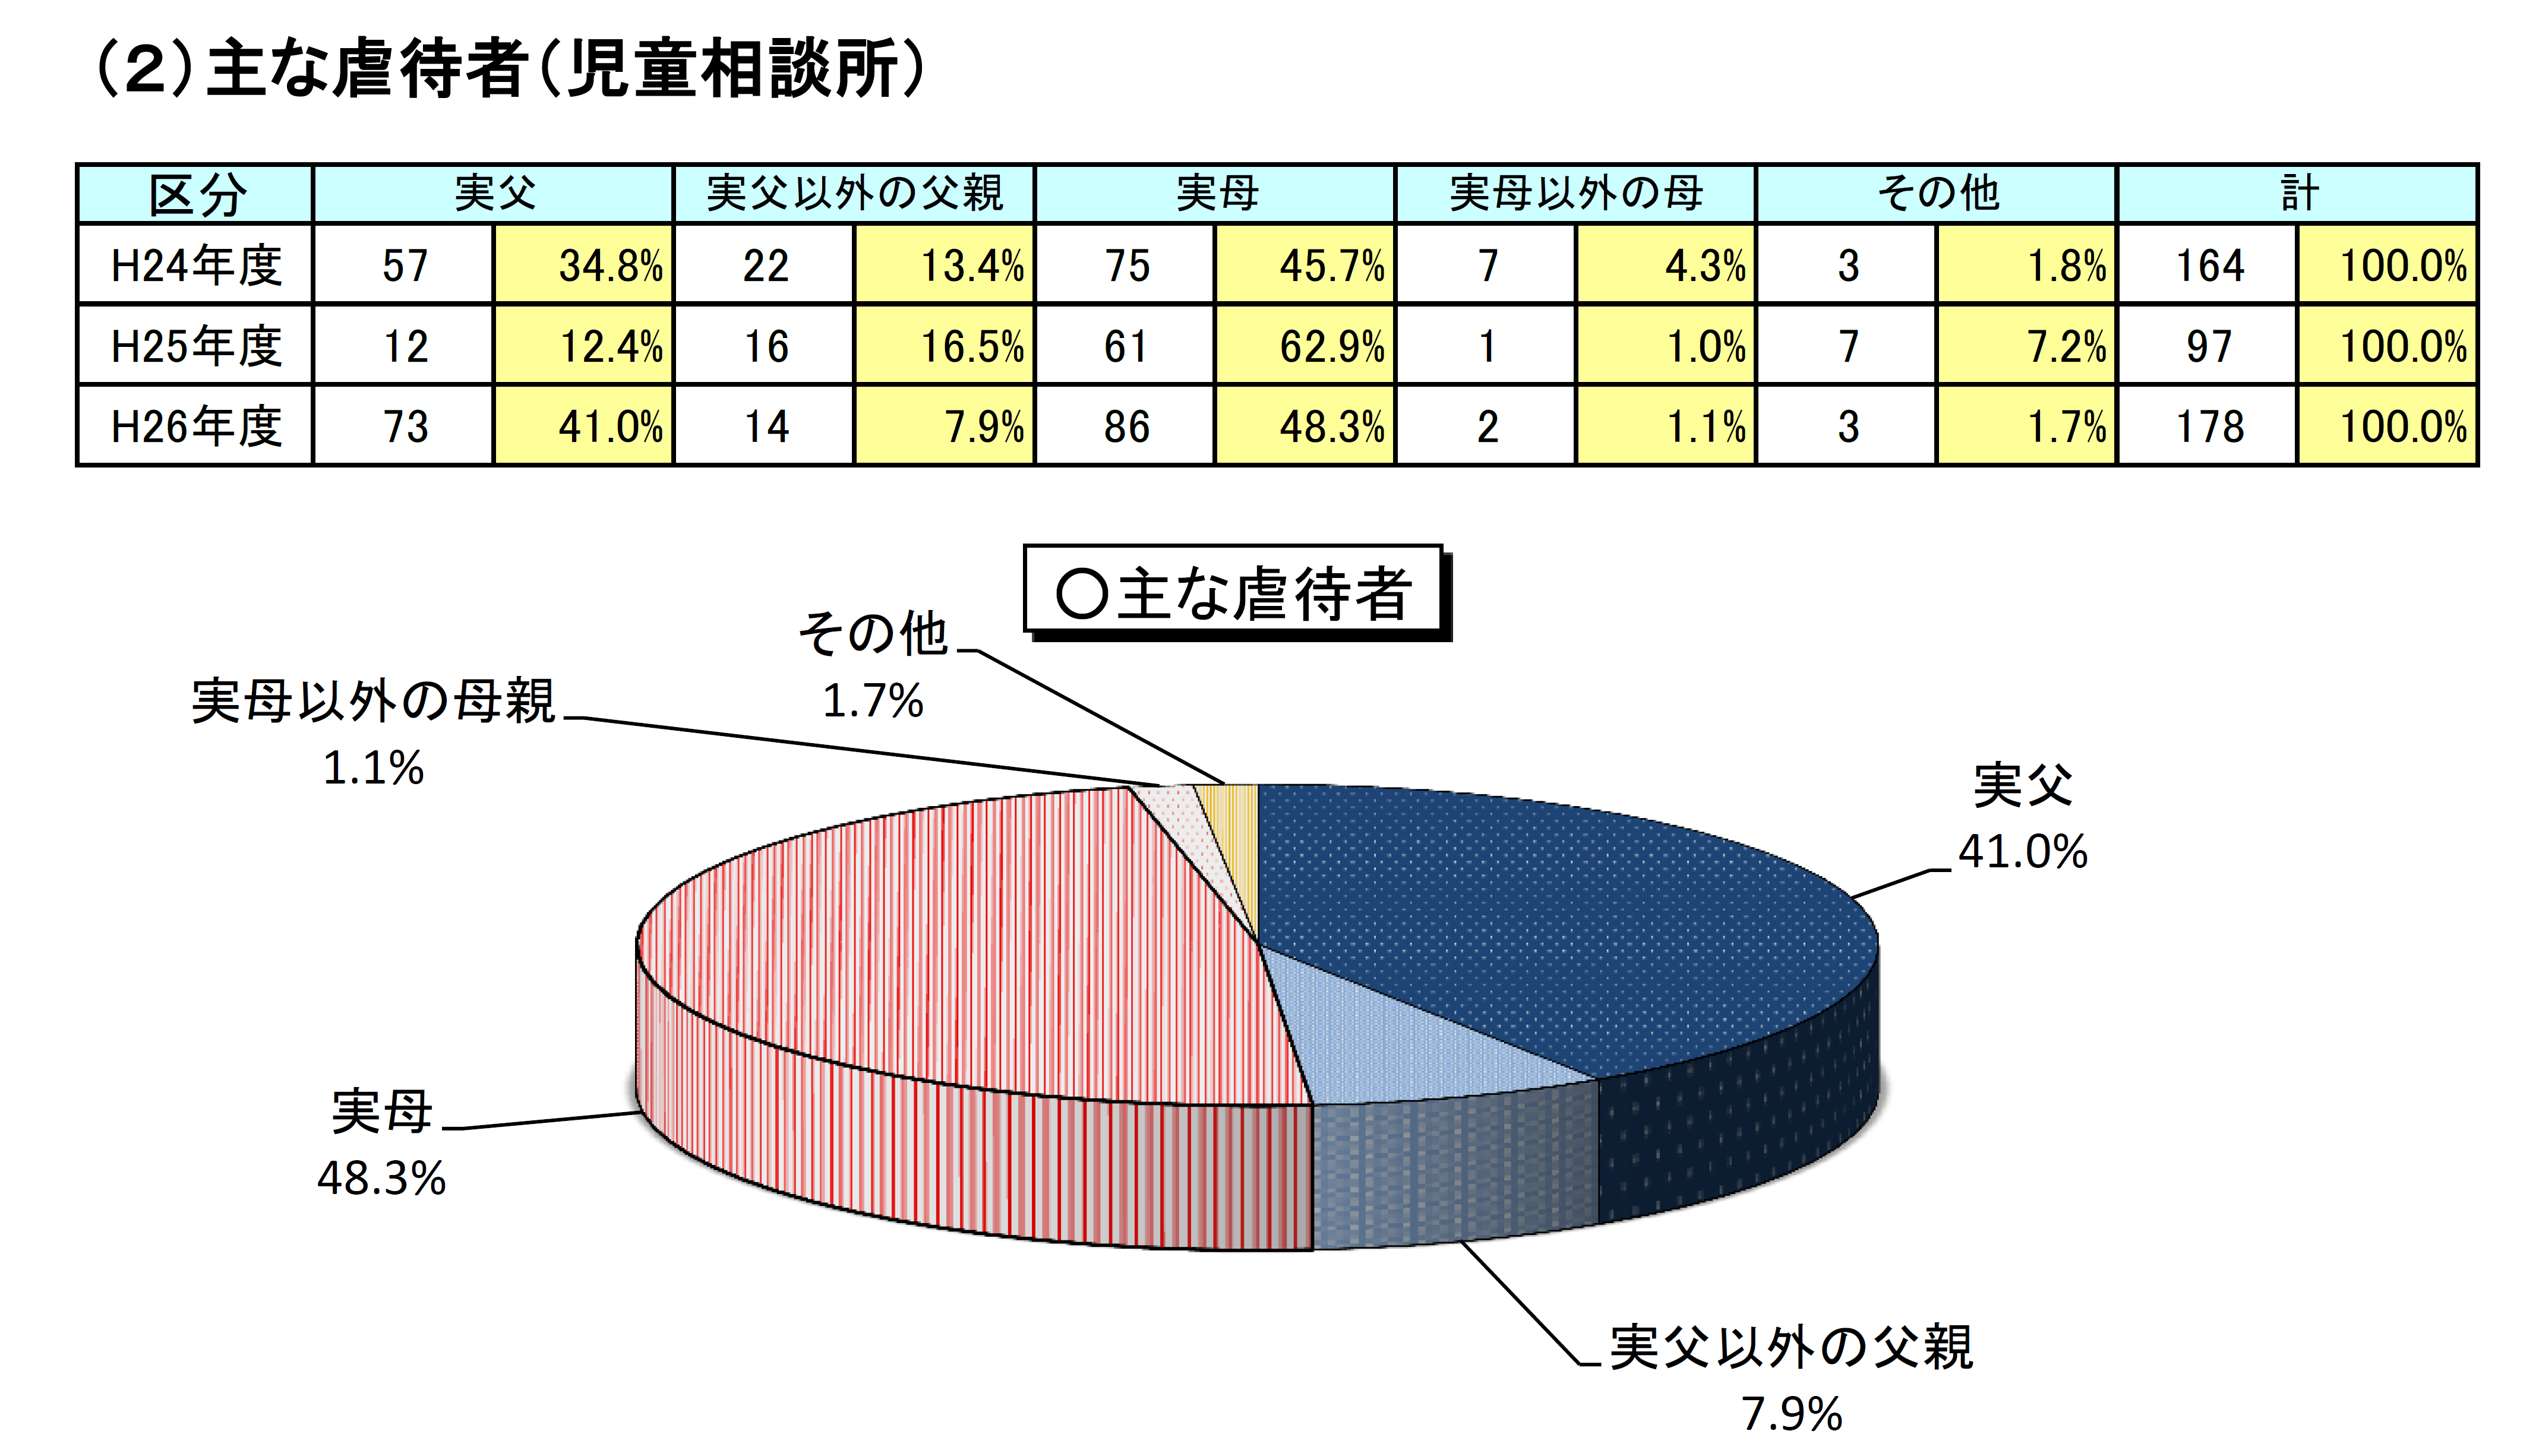 （２）主な虐待者（児童相談所）
区分 実父 実父以外の父親 実母 実母以外の母 その他 計
H24年度 57 34.8% 22 13.4% 75 45.7% 7 4.3% 3 1.8% 164 100.0%
H25年度 12 12.4% 16 16.5% 61 62.9% 1 1.0% 7 7.2% 97 100.0%
H26年度 73 41.0% 14 7.9% 86 48.3% 2 1.1% 3 1.7% 178 100.0%
〇主な虐待者
その他
1.7%
実母以外の母親
1.1%
実父
41.0%
実母
48.3%
実父以外の父親
7.9%